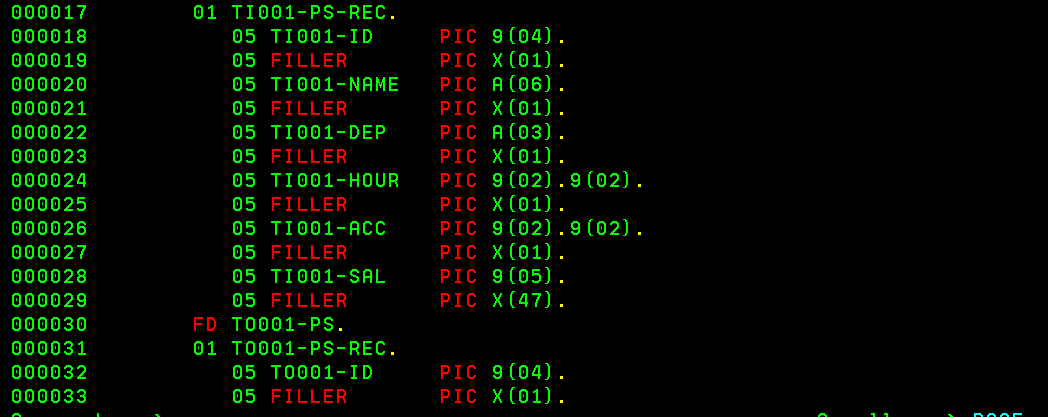 000017        01 TI001-PS-REC.
000018           05 TI001-ID     PIC 9(04).
000019           05 FILLER       PIC X(01).
000020           05 TI001-NAME   PIC A(06).
000021           05 FILLER       PIC X(01).
000022           05 TI001-DEP    PIC A(03).
000023           05 FILLER       PIC X(01).
000024           05 TI001-HOUR   PIC 9(02).9(02).
000025           05 FILLER       PIC X(01).
000026           05 TI001-ACC    PIC 9(02).9(02).
000027           05 FILLER       PIC X(01).
000028           05 TI001-SAL    PIC 9(05).
000029           05 FILLER       PIC X(47).
000030        FD TO001-PS.
000031        01 TO001-PS-REC.
000032           05 TO001-ID     PIC 9(04).
000033           05 FILLER       PIC X(01).